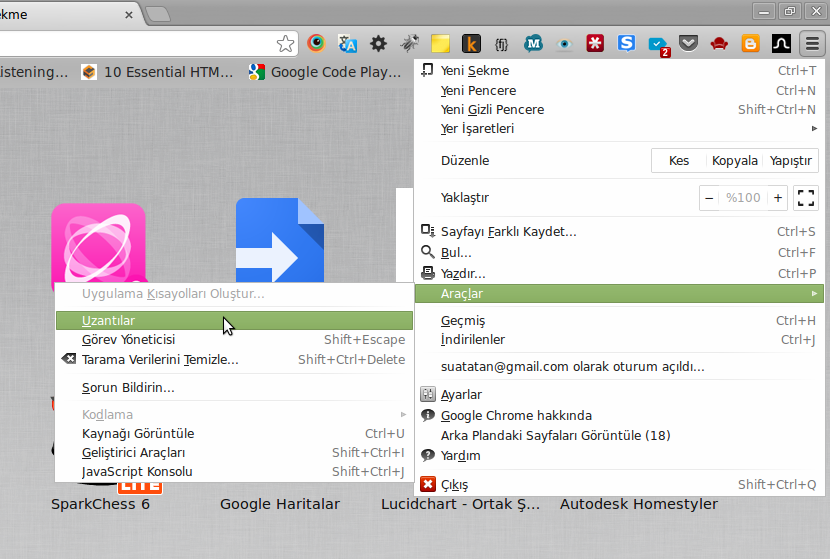 ekme
istening…
10 Essential HTM…
Google Code Play…
{fj}
M
S
2
Yeni Sekme Ctrl+T
Yeni Pencere Ctrl+N
Yeni Gizli Pencere Shift+Ctrl+N
Yer İşaretleri
Düzenle Kes Kopyala Yapıştır
Yaklaştır − %100 +
Sayfayı Farklı Kaydet... Ctrl+S
Bul... Ctrl+F
Yazdır... Ctrl+P
Araçlar
Geçmiş Ctrl+H
İndirilenler Ctrl+J
suatatan@gmail.com olarak oturum açıldı...
Ayarlar
Google Chrome hakkında
Arka Plandaki Sayfaları Görüntüle (18)
Yardım
Çıkış Shift+Ctrl+Q
Uygulama Kısayolları Oluştur...
Uzantılar
Görev Yöneticisi Shift+Escape
Tarama Verilerini Temizle... Shift+Ctrl+Delete
Sorun Bildirin...
Kodlama
Kaynağı Görüntüle Ctrl+U
Geliştirici Araçları Shift+Ctrl+I
JavaScript Konsolu Shift+Ctrl+J
LITE
SparkChess 6
Google Haritalar
Lucidchart - Ortak Ş...
Autodesk Homestyler